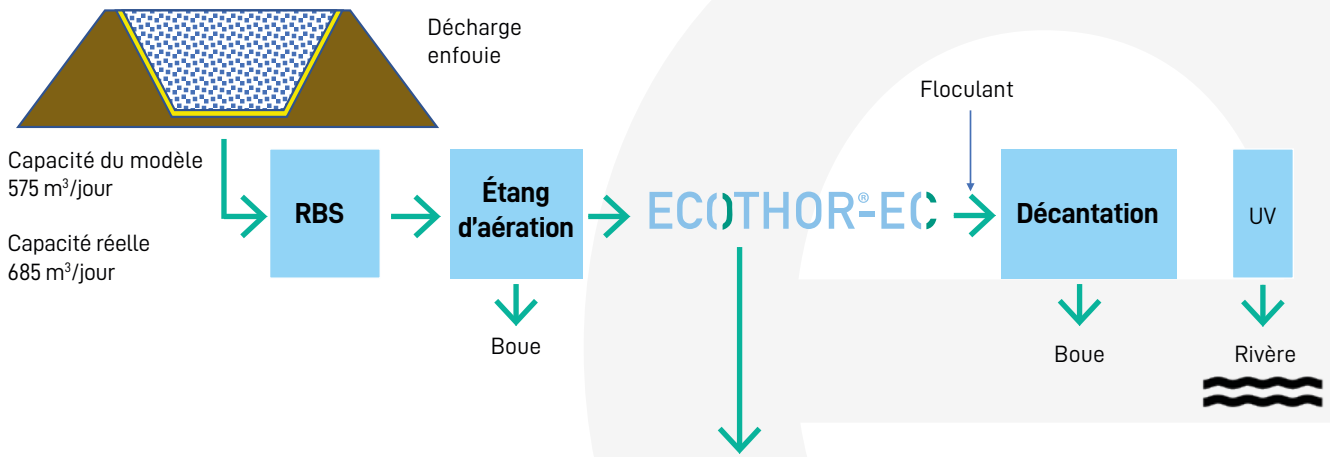 Décharge
enfouie
Capacité du modèle
575 m³/jour
Capacité réelle
685 m³/jour
RBS
Étang
d'aération
ECOTHOR®-EC
Floculant
Décantation
UV
Boue
Boue
Rivère